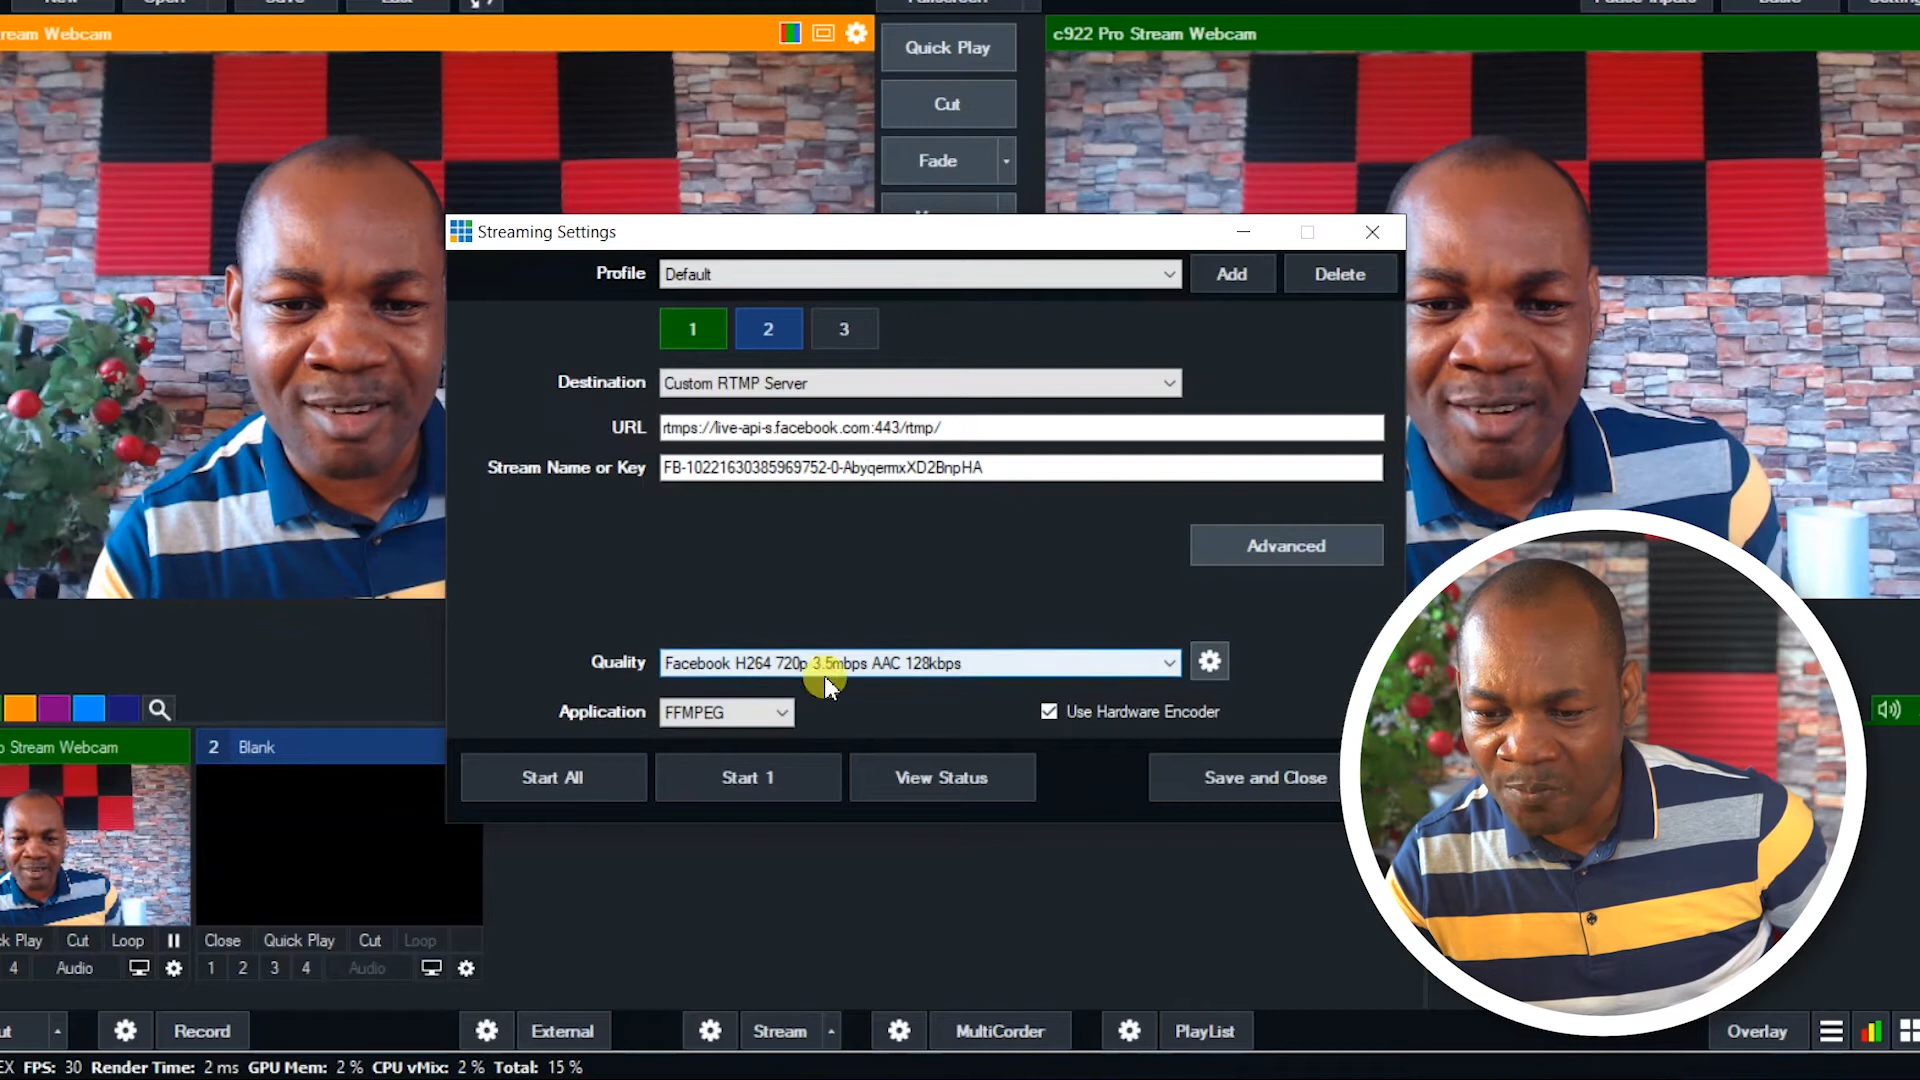 Stream Webcam
Quick Play
c922 Pro Stream Webcam
Cut
Fade
Streaming Settings
Profile Default Add Delete
1 2 3
Destination Custom RTMP Server
URL rtmps://live-api-s.facebook.com:443/rtmp/
Stream Name or Key FB-10221630385969752-0-AbyqermxXD2BnpHA
Advanced
Quality Facebook H264 720p 3.5mbps AAC 128kbps
Application FFMPEG Use Hardware Encoder
Start All Start 1 View Status Save and Close
Stream Webcam
2 Blank
Play Cut Loop Close Quick Play Cut Loop
4 Audio 1 2 3 4 Audio
Record External Stream MultiCorder PlayList Overlay
EX FPS: 30 Render Time: 2 ms GPU Mem: 2 % CPU vMix: 2 % Total: 15 %